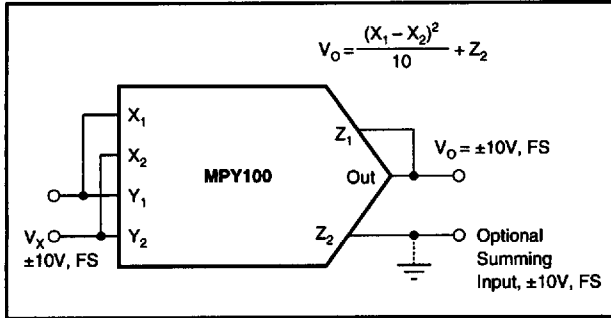 V_O = (X_1 – X_2)^2 / 10 + Z_2
X_1
X_2
Y_1
Y_2
MPY100
Z_1
Out
Z_2
V_X
±10V, FS
V_O = ±10V, FS
Optional
Summing
Input, ±10V, FS